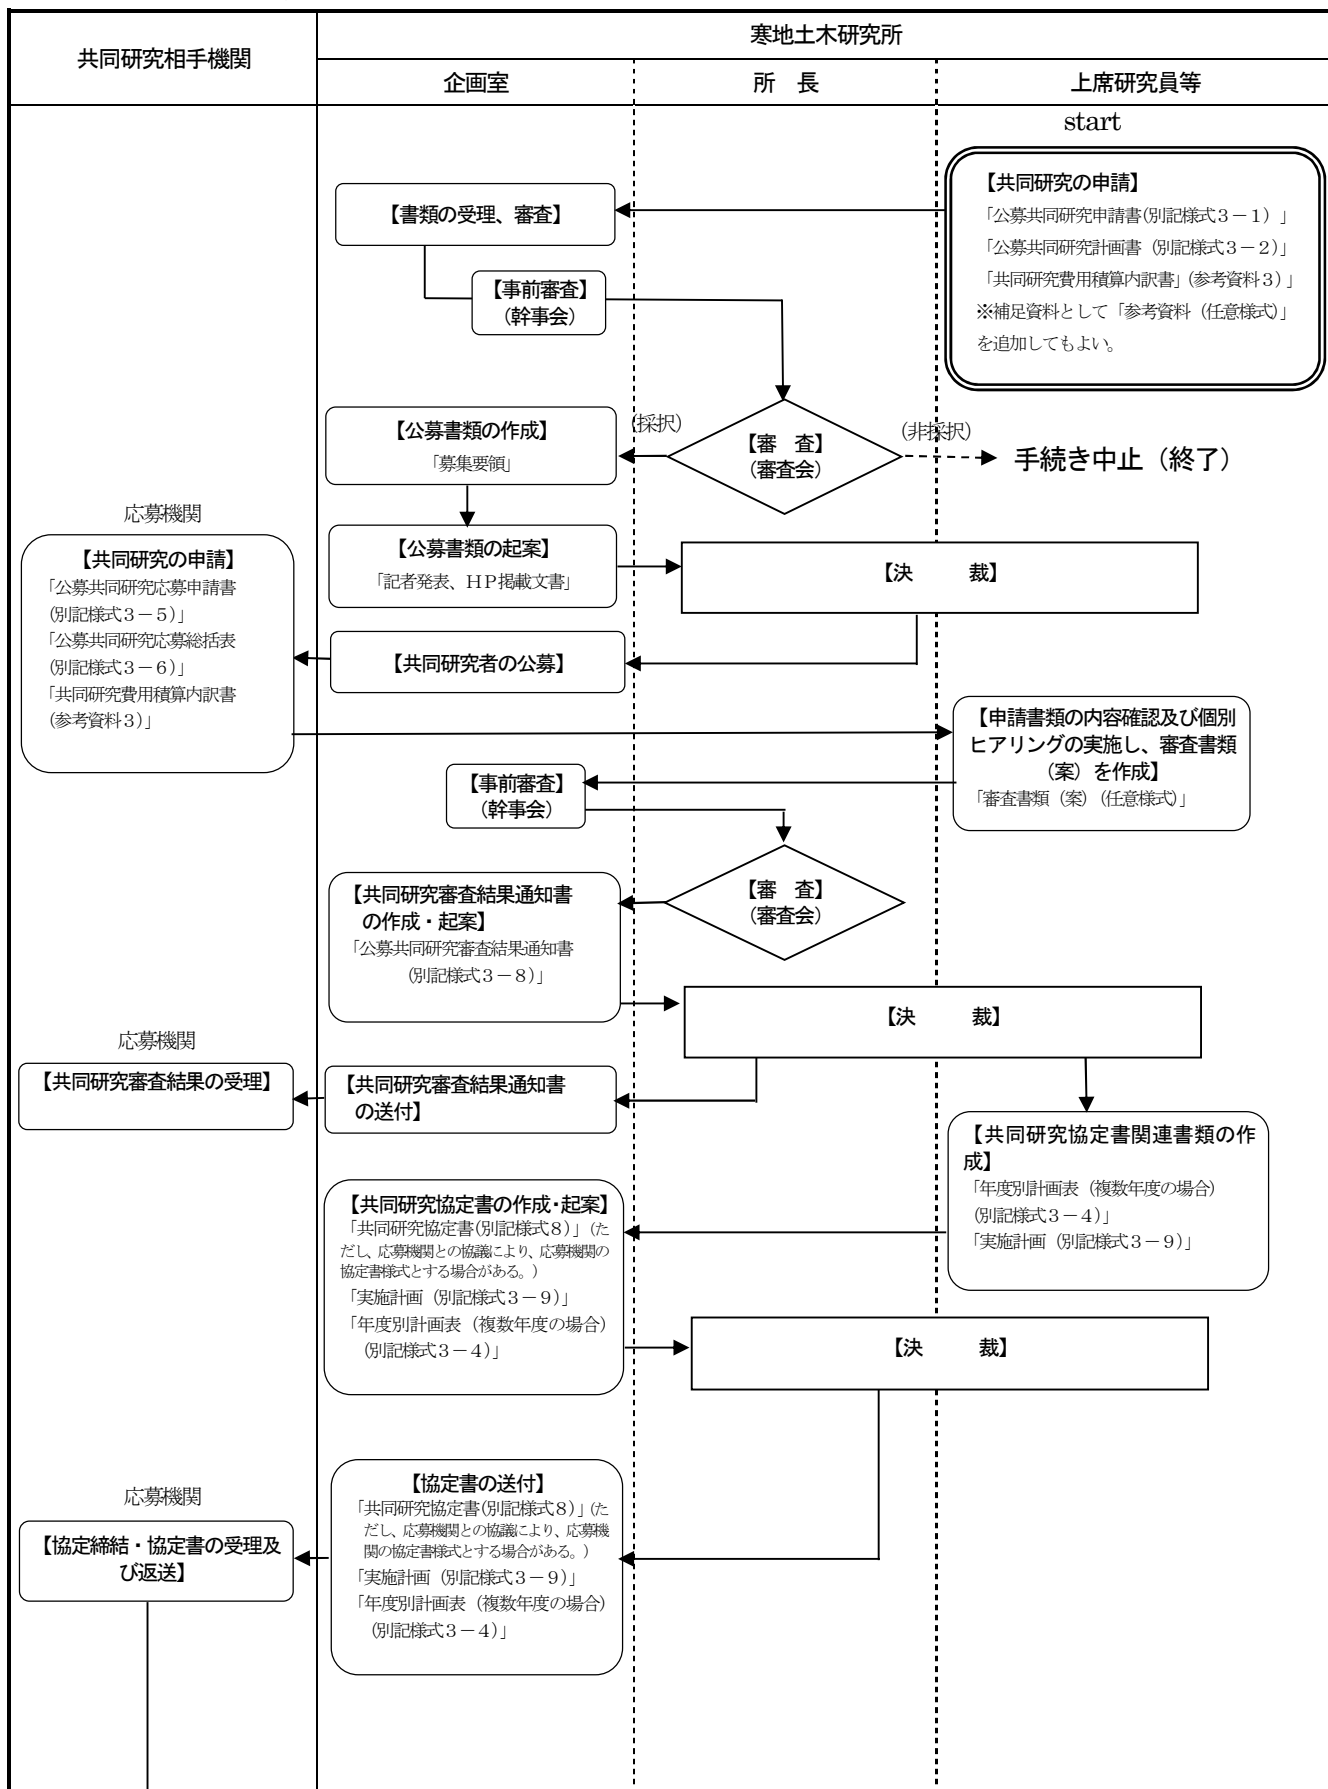 共同研究相手機関
寒地土木研究所
企画室
所　長
上席研究員等
start
【共同研究の申請】
「公募共同研究申請書(別記様式３－１）」
「公募共同研究計画書（別記様式３－２)」
「共同研究費用積算内訳書」(参考資料３)」
※補足資料として「参考資料（任意様式)」
を追加してもよい。
【書類の受理、審査】
【事前審査】
(幹事会)
【審　査】
(審査会)
(採択)
(非採択)
手続き中止（終了）
【公募書類の作成】
「募集要領」
【公募書類の起案】
「記者発表、ＨＰ掲載文書」
【決　　裁】
【共同研究者の公募】
応募機関
【共同研究の申請】
「公募共同研究応募申請書
(別記様式３－５)」
「公募共同研究応募総括表
(別記様式３－６)」
「共同研究費用積算内訳書
(参考資料３)」
【申請書類の内容確認及び個別
ヒアリングの実施し、審査書類
（案）を作成】
「審査書類（案）(任意様式)」
【事前審査】
(幹事会)
【審　査】
(審査会)
【共同研究審査結果通知書
の作成・起案】
「公募共同研究審査結果通知書
(別記様式３－８)」
【決　　裁】
応募機関
【共同研究審査結果の受理】
【共同研究審査結果通知書
の送付】
【共同研究協定書関連書類の作
成】
「年度別計画表（複数年度の場合）
(別記様式３－４)」
「実施計画（別記様式３－９)」
【共同研究協定書の作成・起案】
「共同研究協定書(別記様式８)」(た
だし、応募機関との協議により、応募機関の
協定書様式とする場合がある。)
「実施計画（別記様式３－９)」
「年度別計画表（複数年度の場合）
(別記様式３－４)」
【決　　裁】
【協定書の送付】
「共同研究協定書(別記様式８)」(た
だし、応募機関との協議により、応募機
関の協定書様式とする場合がある。)
「実施計画（別記様式３－９)」
「年度別計画表（複数年度の場合）
(別記様式３－４)」
応募機関
【協定締結・協定書の受理及
び返送】